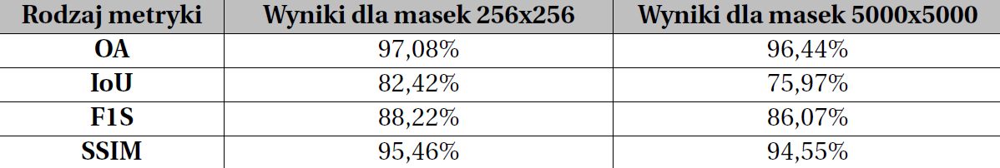 Rodzaj metryki Wyniki dla masek 256x256 Wyniki dla masek 5000x5000
OA 97,08% 96,44%
IoU 82,42% 75,97%
F1S 88,22% 86,07%
SSIM 95,46% 94,55%